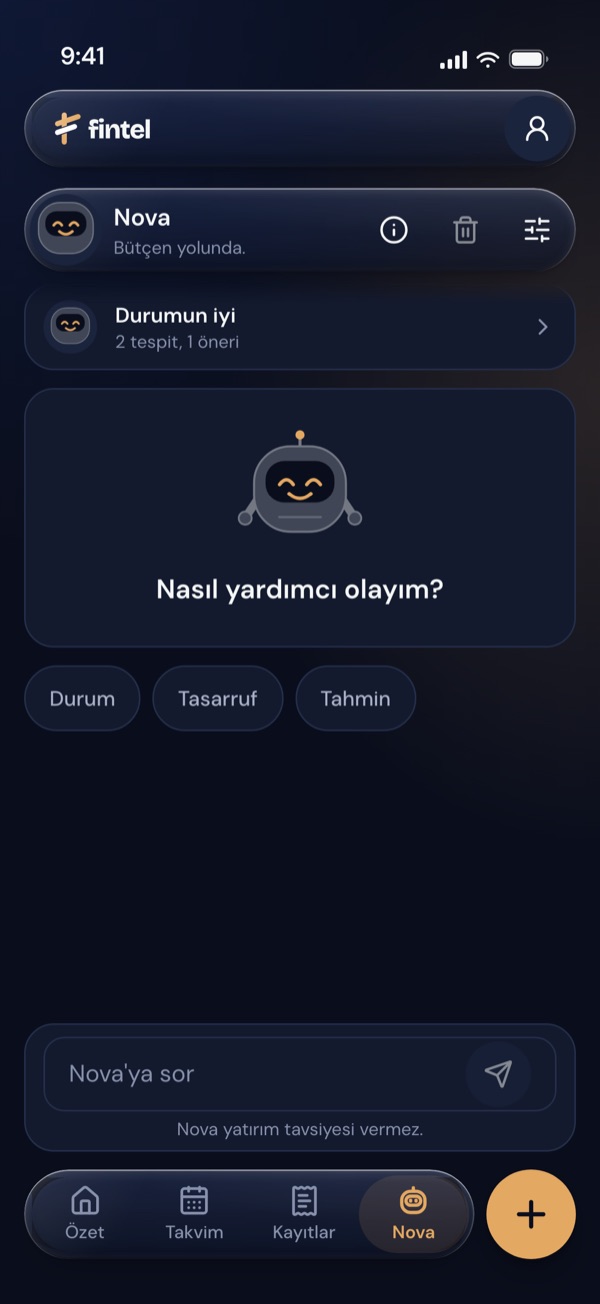 9:41
fintel
Nova
Bütçen yolunda.
Durumun iyi
2 tespit, 1 öneri
Nasıl yardımcı olayım?
Durum
Tasarruf
Tahmin
Nova'ya sor
Nova yatırım tavsiyesi vermez.
Özet
Takvim
Kayıtlar
Nova